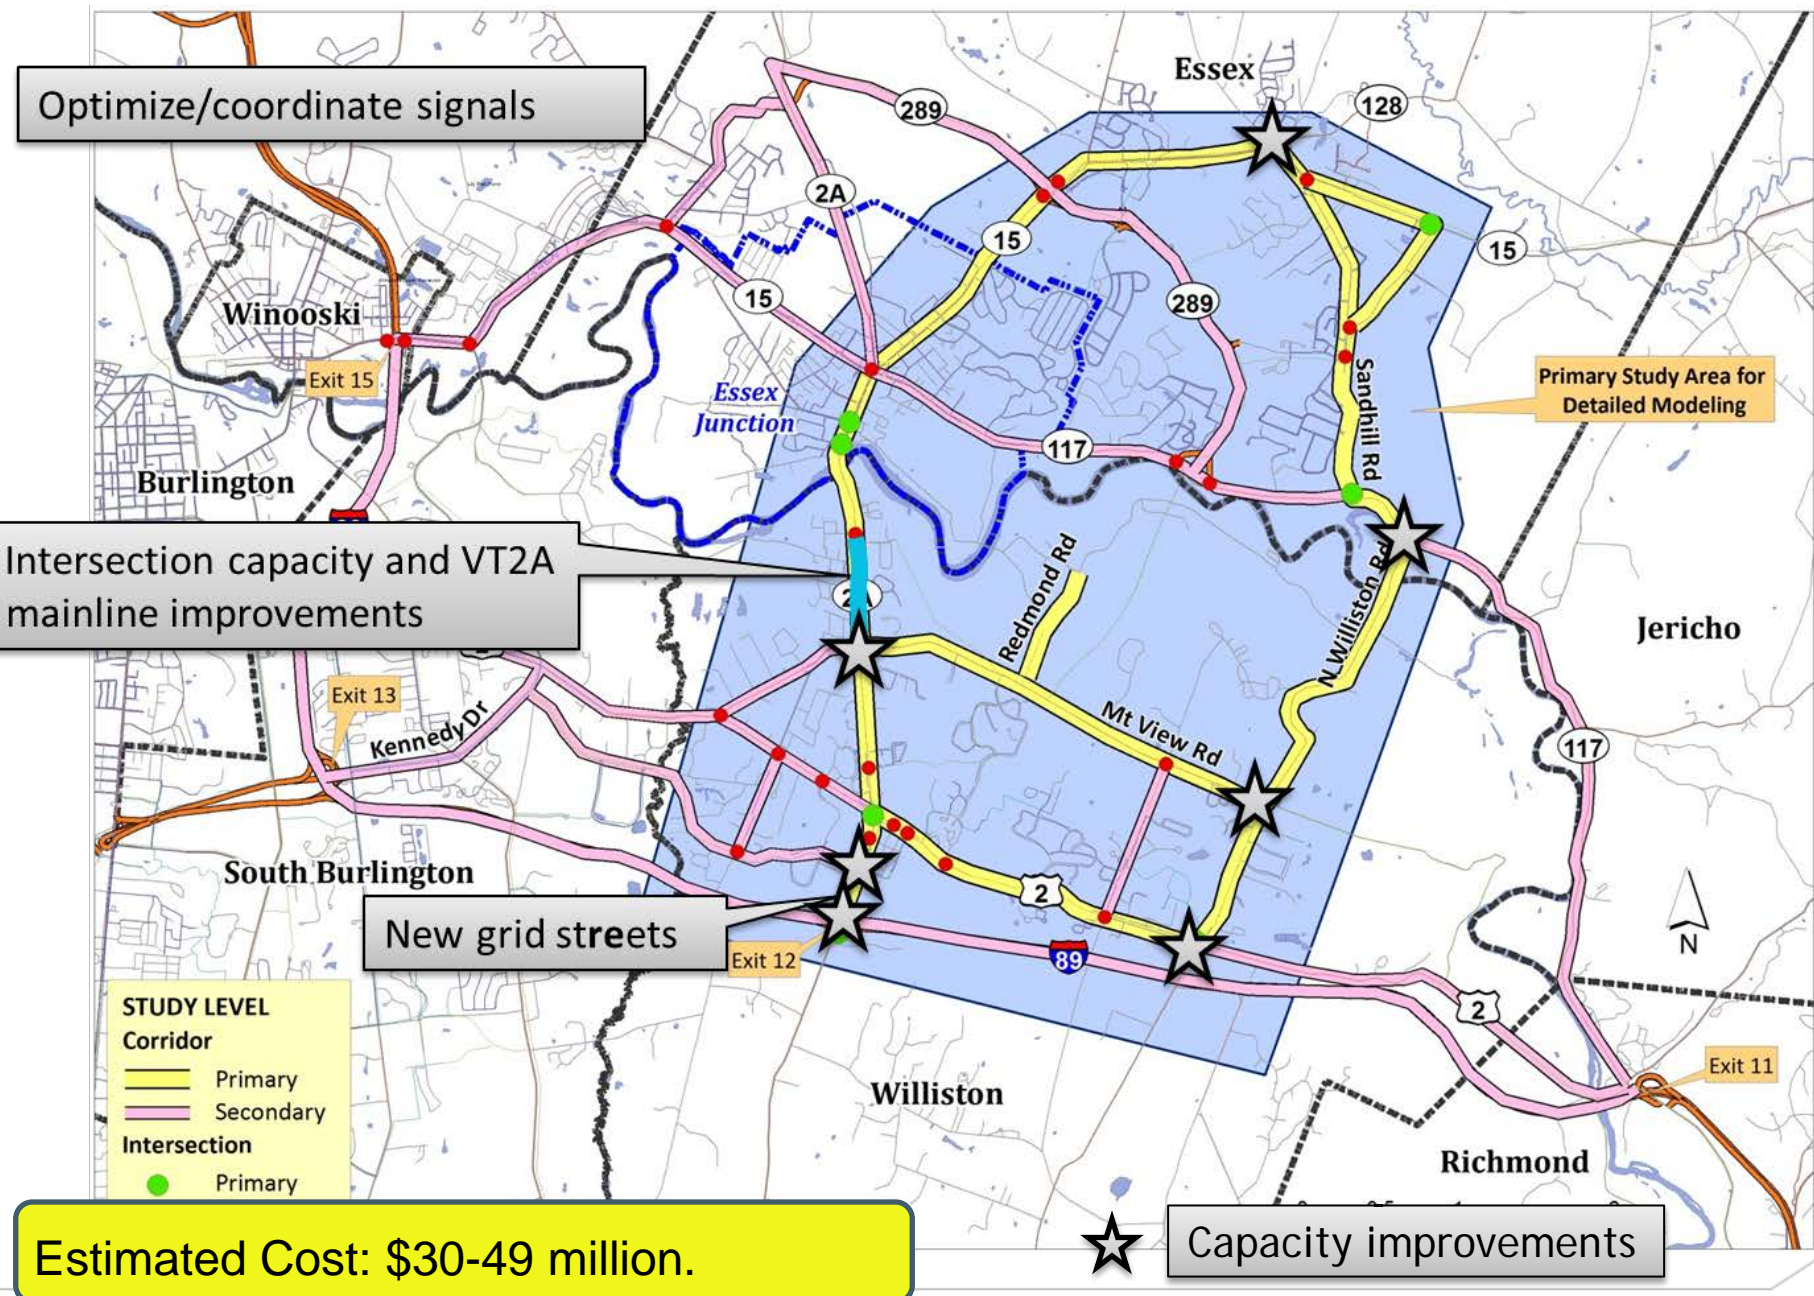 Essex
128
Optimize/coordinate signals
289
2A
15
15
15
289
Winooski
Exit 15
Essex
Junction
Sandhill Rd
Primary Study Area for
Detailed Modeling
117
Burlington
Intersection capacity and VT2A
mainline improvements
Redmond Rd
N Williston Rd
Jericho
Exit 13
Kennedy Dr
Mt View Rd
117
South Burlington
2
New grid streets
Exit 12
89
N
2
STUDY LEVEL
Corridor
Primary
Secondary
Intersection
Primary
Williston
Exit 11
Richmond
Estimated Cost: $30-49 million.
Capacity improvements